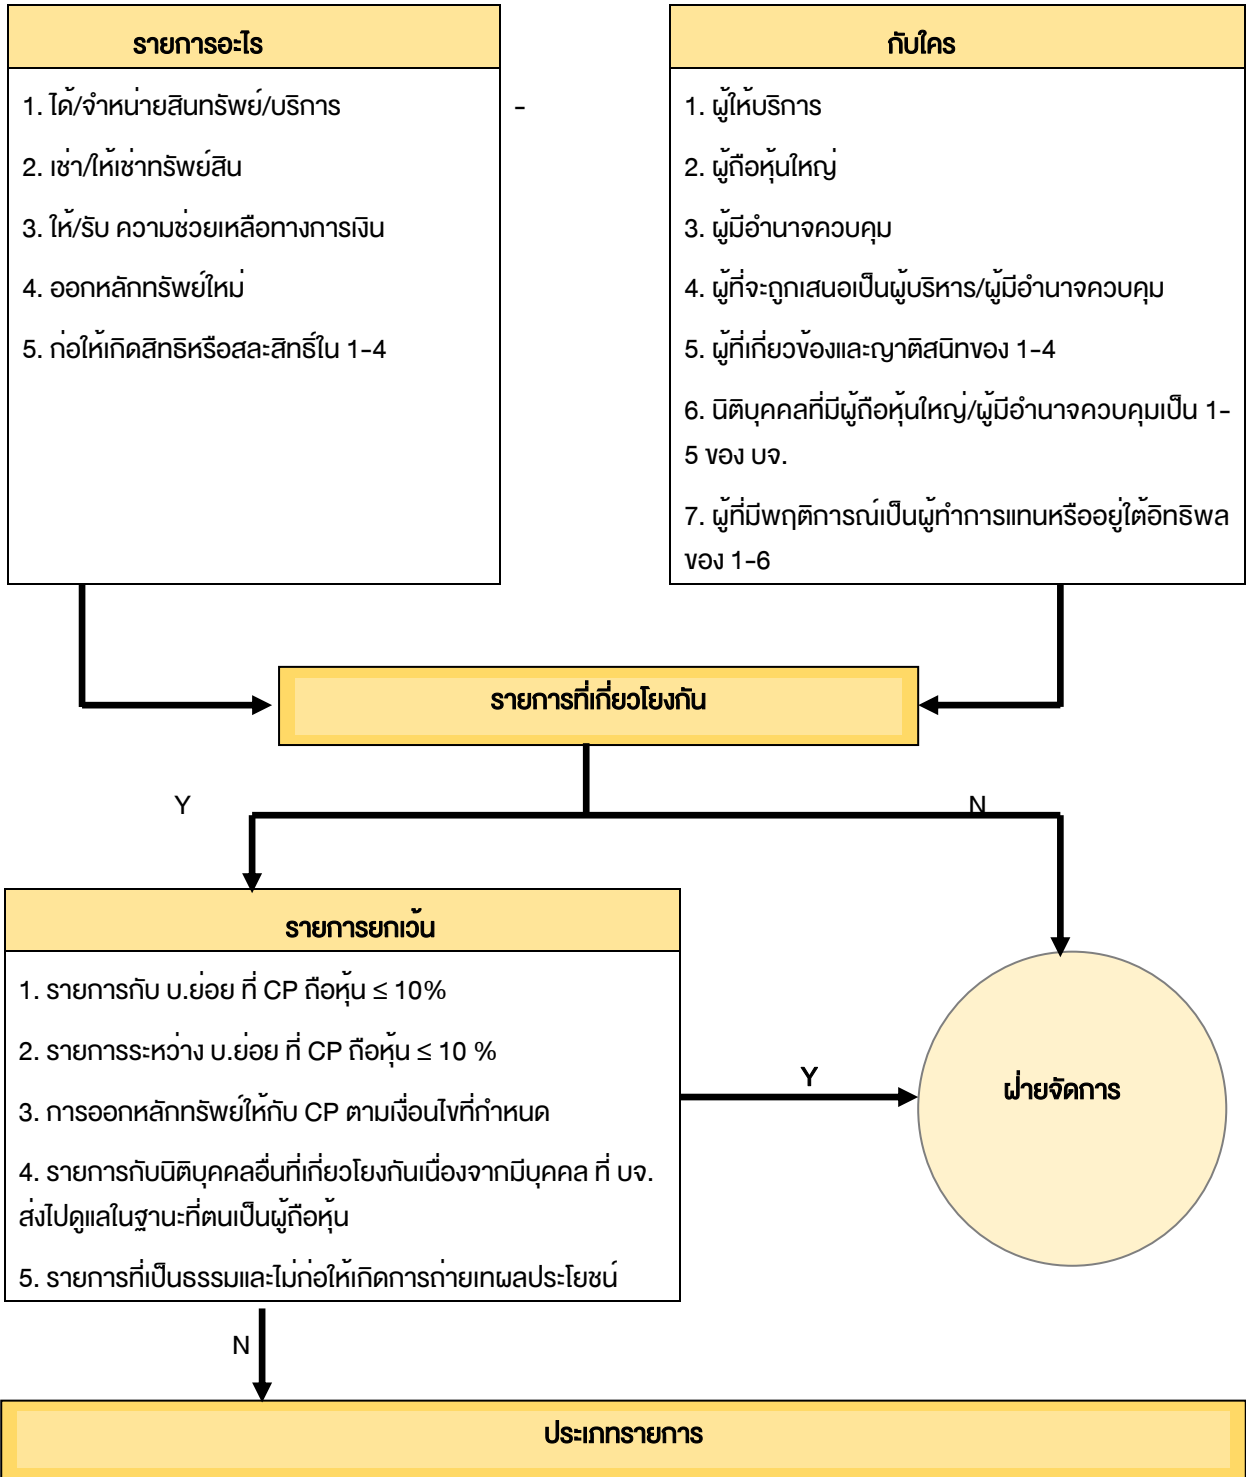 รายการอะไร
1. ได้/จำหน่ายสินทรัพย์/บริการ
2. เช่า/ให้เช่าทรัพย์สิน
3. ให้/รับ ความช่วยเหลือทางการเงิน
4. ออกหลักทรัพย์ใหม่
5. ก่อให้เกิดสิทธิหรือสละสิทธิ์ใน 1-4
-
กับใคร
1. ผู้ให้บริการ
2. ผู้ถือหุ้นใหญ่
3. ผู้มีอำนาจควบคุม
4. ผู้ที่จะถูกเสนอเป็นผู้บริหาร/ผู้มีอำนาจควบคุม
5. ผู้ที่เกี่ยวข้องและญาติสนิทของ 1-4
6. นิติบุคคลที่มีผู้ถือหุ้นใหญ่/ผู้มีอำนาจควบคุมเป็น 1-
5 ของ บจ.
7. ผู้ที่มีพฤติการณ์เป็นผู้ทำการแทนหรืออยู่ใต้อิทธิพล
ของ 1-6
รายการที่เกี่ยวโยงกัน
Y
N
รายการยกเว้น
1. รายการกับ บ.ย่อย ที่ CP ถือหุ้น ≤ 10%
2. รายการระหว่าง บ.ย่อย ที่ CP ถือหุ้น ≤ 10 %
3. การออกหลักทรัพย์ให้กับ CP ตามเงื่อนไขที่กำหนด
4. รายการกับนิติบุคคลอื่นที่เกี่ยวโยงกันเนื่องจากมีบุคคล ที่ บจ.
ส่งไปดูแลในฐานะที่ตนเป็นผู้ถือหุ้น
5. รายการที่เป็นธรรมและไม่ก่อให้เกิดการถ่ายเทผลประโยชน์
Y
ฝ่ายจัดการ
N
ประเภทรายการ